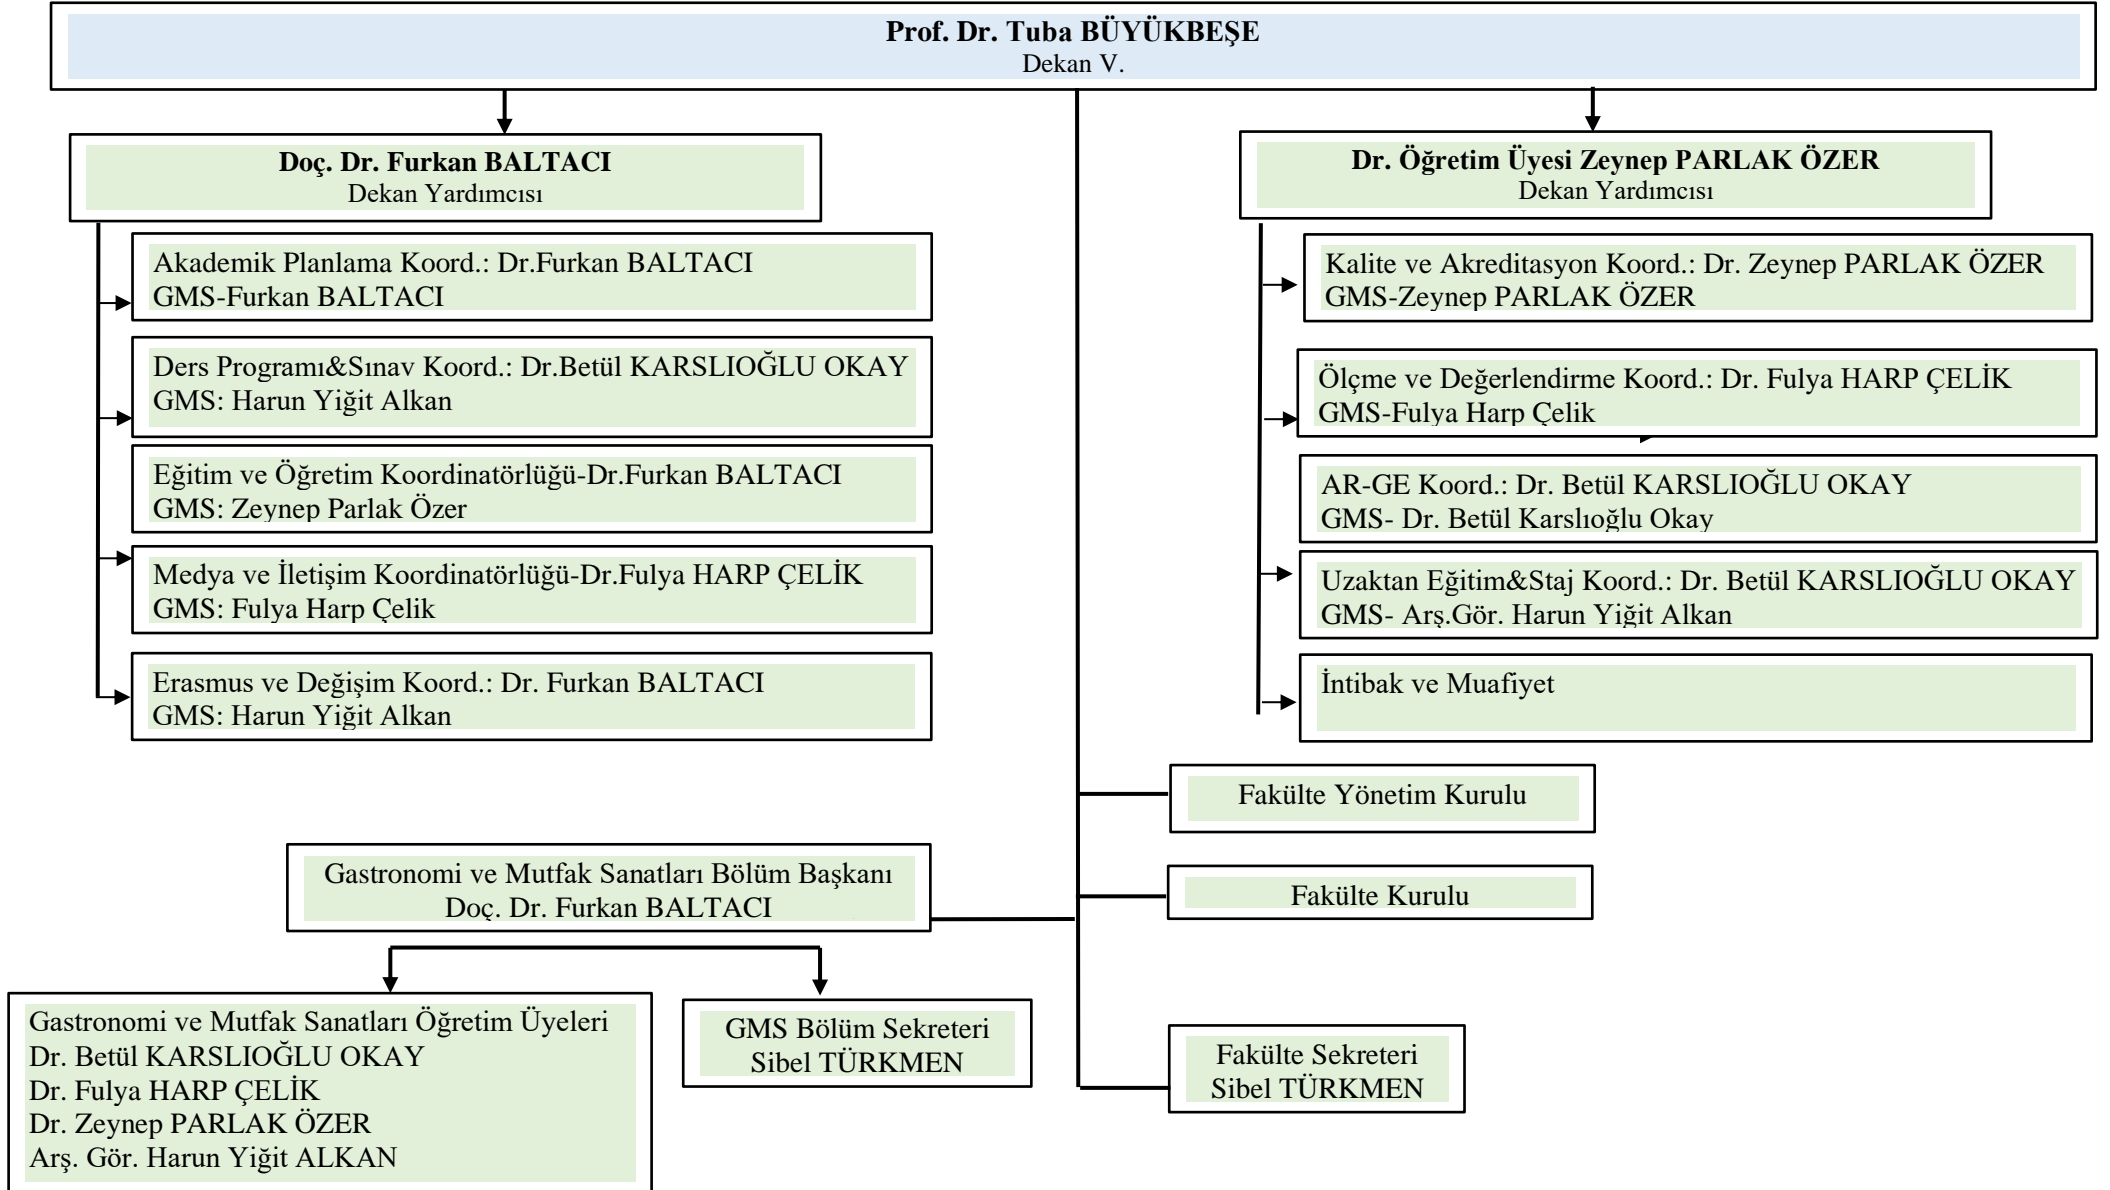 Prof. Dr. Tuba BÜYÜKBEŞE
Dekan V.
Doç. Dr. Furkan BALTACI
Dekan Yardımcısı
Akademik Planlama Koord.: Dr.Furkan BALTACI
GMS-Furkan BALTACI
Ders Programı&Sınav Koord.: Dr.Betül KARSLIOĞLU OKAY
GMS: Harun Yiğit Alkan
Eğitim ve Öğretim Koordinatörlüğü-Dr.Furkan BALTACI
GMS: Zeynep Parlak Özer
Medya ve İletişim Koordinatörlüğü-Dr.Fulya HARP ÇELİK
GMS: Fulya Harp Çelik
Erasmus ve Değişim Koord.: Dr. Furkan BALTACI
GMS: Harun Yiğit Alkan
Dr. Öğretim Üyesi Zeynep PARLAK ÖZER
Dekan Yardımcısı
Kalite ve Akreditasyon Koord.: Dr. Zeynep PARLAK ÖZER
GMS-Zeynep PARLAK ÖZER
Ölçme ve Değerlendirme Koord.: Dr. Fulya HARP ÇELİK
GMS-Fulya Harp Çelik
AR-GE Koord.: Dr. Betül KARSLIOĞLU OKAY
GMS- Dr. Betül Karslıoğlu Okay
Uzaktan Eğitim&Staj Koord.: Dr. Betül KARSLIOĞLU OKAY
GMS- Arş.Gör. Harun Yiğit Alkan
İntibak ve Muafiyet
Fakülte Yönetim Kurulu
Fakülte Kurulu
Gastronomi ve Mutfak Sanatları Bölüm Başkanı
Doç. Dr. Furkan BALTACI
Gastronomi ve Mutfak Sanatları Öğretim Üyeleri
Dr. Betül KARSLIOĞLU OKAY
Dr. Fulya HARP ÇELİK
Dr. Zeynep PARLAK ÖZER
Arş. Gör. Harun Yiğit ALKAN
GMS Bölüm Sekreteri
Sibel TÜRKMEN
Fakülte Sekreteri
Sibel TÜRKMEN